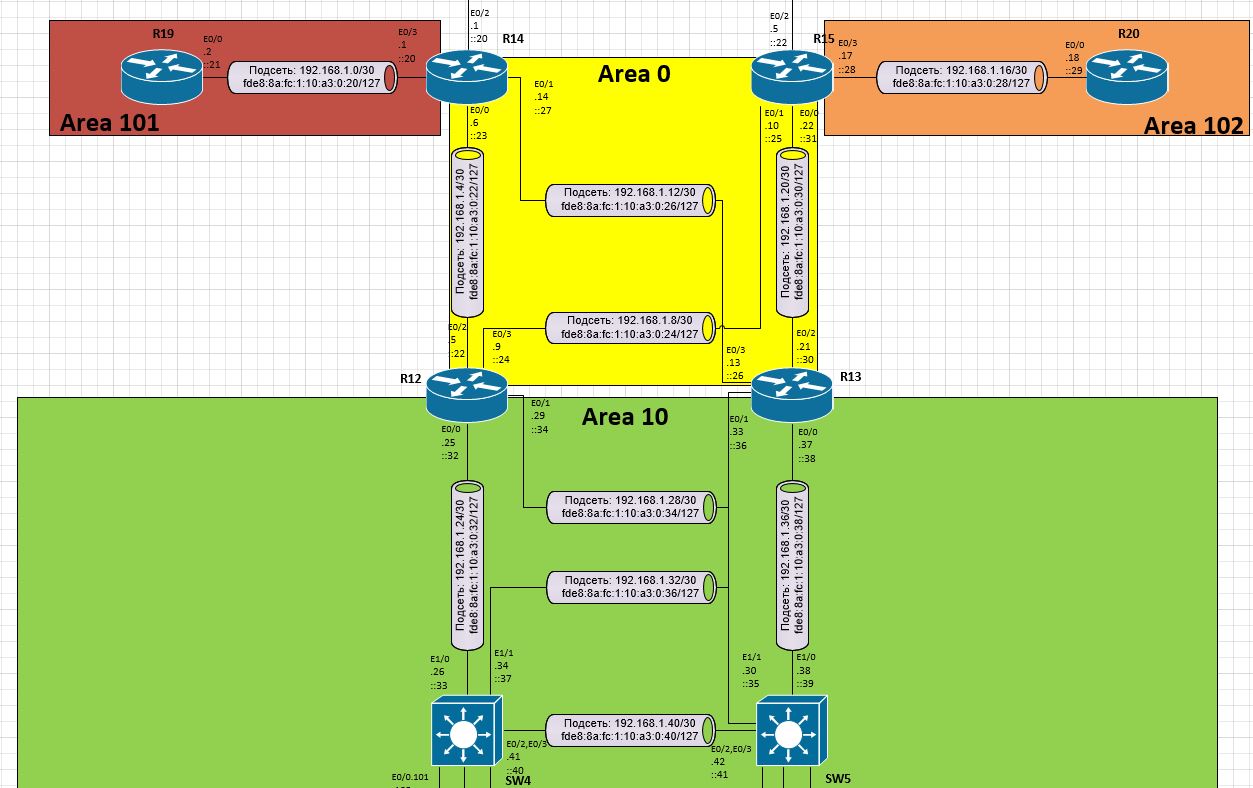 E0/2
.1
::20
E0/2
.5
::22
R19
E0/0
.2
::21
Подсеть: 192.168.1.0/30
fde8:8a:fc:1:10:a3:0:20/127
E0/3
.1
::20
R14
Area 101
Area 0
R15
E0/3
.17
::28
Подсеть: 192.168.1.16/30
fde8:8a:fc:1:10:a3:0:28/127
E0/0
.18
::29
R20
Area 102
E0/1
.14
::27
E0/0
.6
::23
E0/1
.10
::25
E0/0
.22
::31
Подсеть: 192.168.1.4/30
fde8:8a:fc:1:10:a3:0:22/127
Подсеть: 192.168.1.12/30
fde8:8a:fc:1:10:a3:0:26/127
Подсеть: 192.168.1.20/30
fde8:8a:fc:1:10:a3:0:30/127
Подсеть: 192.168.1.8/30
fde8:8a:fc:1:10:a3:0:24/127
E0/2
.5
::22
E0/3
.9
::24
E0/3
.13
::26
E0/2
.21
::30
R12
R13
Area 10
E0/0
.25
::32
E0/1
.29
::34
E0/1
.33
::36
E0/0
.37
::38
Подсеть: 192.168.1.24/30
fde8:8a:fc:1:10:a3:0:32/127
Подсеть: 192.168.1.28/30
fde8:8a:fc:1:10:a3:0:34/127
Подсеть: 192.168.1.32/30
fde8:8a:fc:1:10:a3:0:36/127
Подсеть: 192.168.1.36/30
fde8:8a:fc:1:10:a3:0:38/127
E1/0
.26
::33
E1/1
.34
::37
E1/1
.30
::35
E1/0
.38
::39
Подсеть: 192.168.1.40/30
fde8:8a:fc:1:10:a3:0:40/127
E0/2,E0/3
.41
::40
E0/2,E0/3
.42
::41
E0/0.101
SW4
SW5